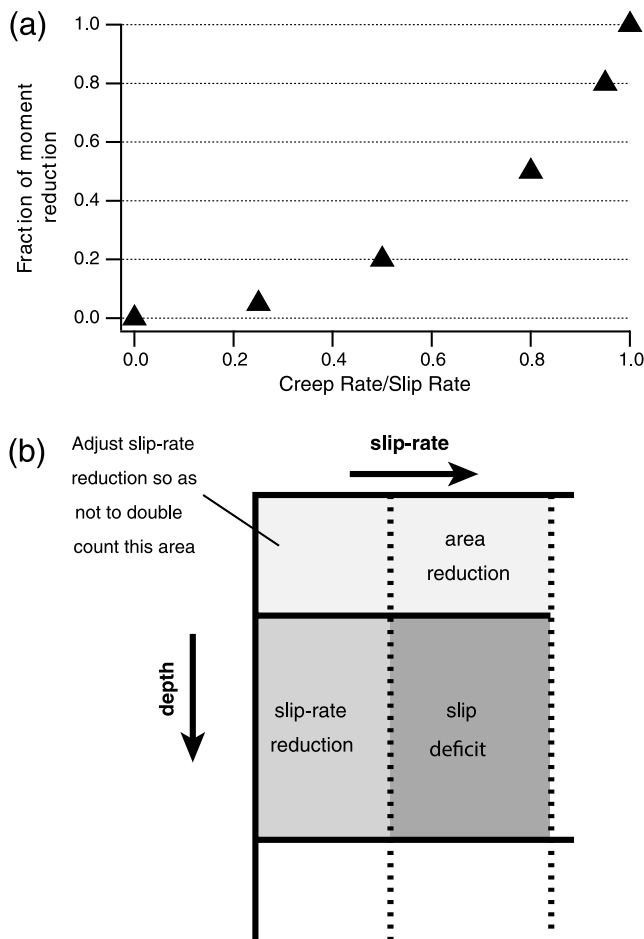 (a)
Fraction of moment
reduction
1.0
0.8
0.6
0.4
0.2
0.0
0.0
0.2
0.4
0.6
0.8
1.0
Creep Rate/Slip Rate
(b)
Adjust slip-rate
reduction so as
not to double
count this area
slip-rate
area
reduction
depth
slip-rate
reduction
slip
deficit